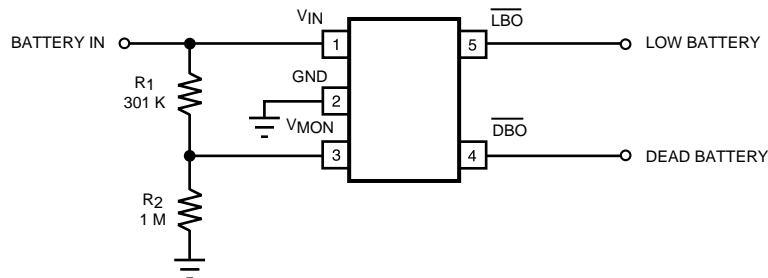 VIN
LBO
BATTERY IN
1
5
LOW BATTERY
R1
301 K
GND
2
VMON
DBO
3
4
DEAD BATTERY
R2
1 M